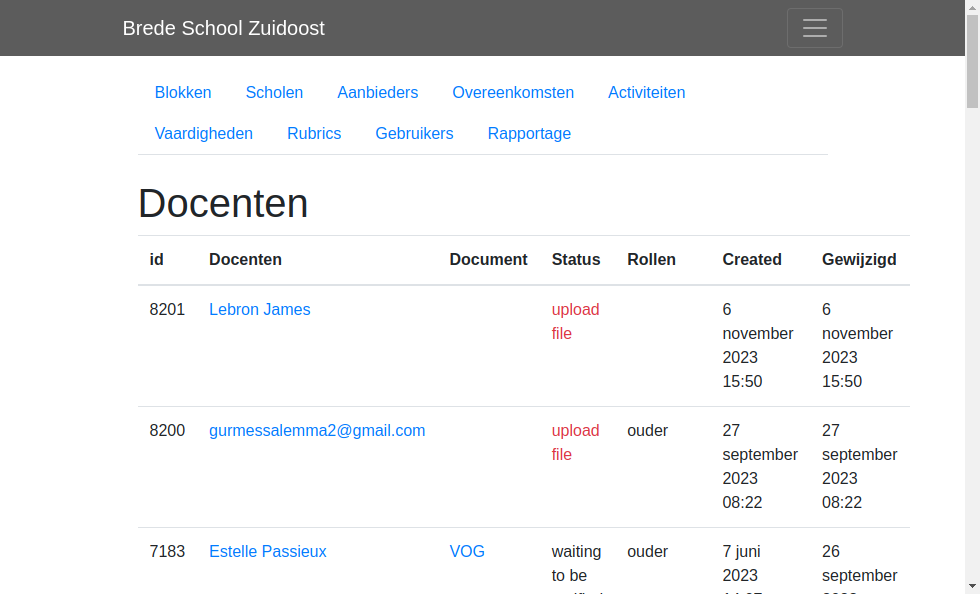 Brede School Zuidoost
Blokken Scholen Aanbieders Overeenkomsten Activiteiten
Vaardigheden Rubrics Gebruikers Rapportage
Docenten
id Docenten Document Status Rollen Created Gewijzigd
8201 Lebron James upload 6 6
file november november
2023 2023
15:50 15:50
8200 gurmessalemma2@gmail.com upload ouder 27 27
file september september
2023 2023
08:22 08:22
7183 Estelle Passieux VOG waiting ouder 7 juni 26
to be 2023 september